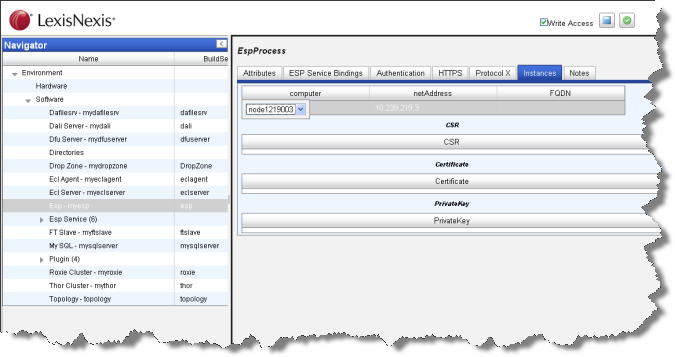 LexisNexis®
Write Access
Navigator
Name BuildSe
Environment
Hardware
Software
Dafilesrv - mydafilesrv dafilesrv
Dali Server - mydali dali
Dfu Server - mydfuserver dfuserver
Directories
Drop Zone - mydropzone DropZone
Ecl Agent - myeclagent eclagent
Ecl Server - myeclserver eclserver
Esp - myesp esp
Esp Service (6)
FT Slave - myftslave ftslave
My SQL - mysqlserver mysqlserver
Plugin (4)
Roxie Cluster - myroxie roxie
Thor Cluster - mythor thor
Topology - topology topology
EspProcess
Attributes ESP Service Bindings Authentication HTTPS Protocol X Instances Notes
computer netAddress FQDN
node1219003 10.239.219.3
CSR
CSR
Certificate
Certificate
PrivateKey
PrivateKey